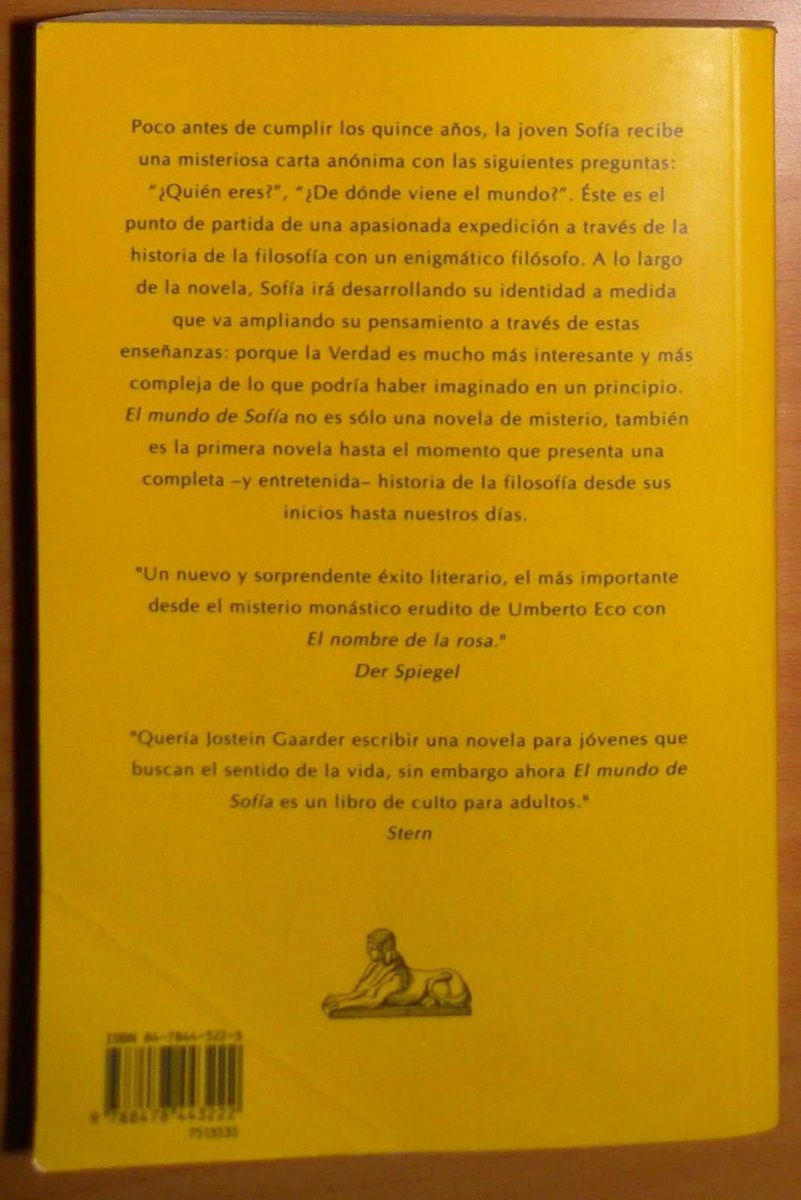 Poco antes de cumplir los quince años, la joven Sofía recibe
una misteriosa carta anónima con las siguientes preguntas:
"¿Quién eres?", "¿De dónde viene el mundo?". Éste es el
punto de partida de una apasionada expedición a través de la
historia de la filosofía con un enigmático filósofo. A lo largo
de la novela, Sofía irá desarrollando su identidad a medida
que va ampliando su pensamiento a través de estas
enseñanzas: porque la Verdad es mucho más interesante y más
compleja de lo que podría haber imaginado en un principio.
El mundo de Sofía no es sólo una novela de misterio, también
es la primera novela hasta el momento que presenta una
completa –y entretenida– historia de la filosofía desde sus
inicios hasta nuestros días.
"Un nuevo y sorprendente éxito literario, el más importante
desde el misterio monástico erudito de Umberto Eco con
El nombre de la rosa."
Der Spiegel
"Quería Jostein Gaarder escribir una novela para jóvenes que
buscan el sentido de la vida, sin embargo ahora El mundo de
Sofía es un libro de culto para adultos."
Stern
ISBN 84-7844-322-5
9 788478 443222